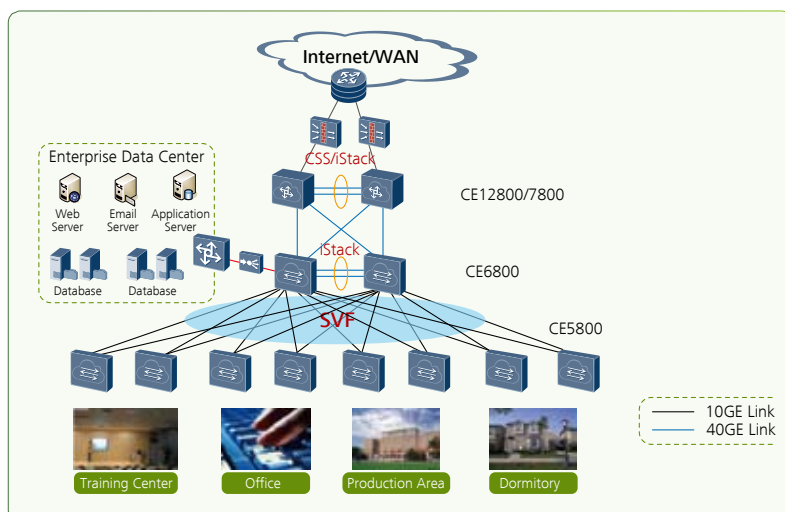 Internet/WAN
CSS/iStack
Enterprise Data Center
Web
Server
Email
Server
Application
Server
CE12800/7800
iStack
CE6800
Database
Database
SVF
CE5800
10GE Link
40GE Link
Training Center
Office
Production Area
Dormitory